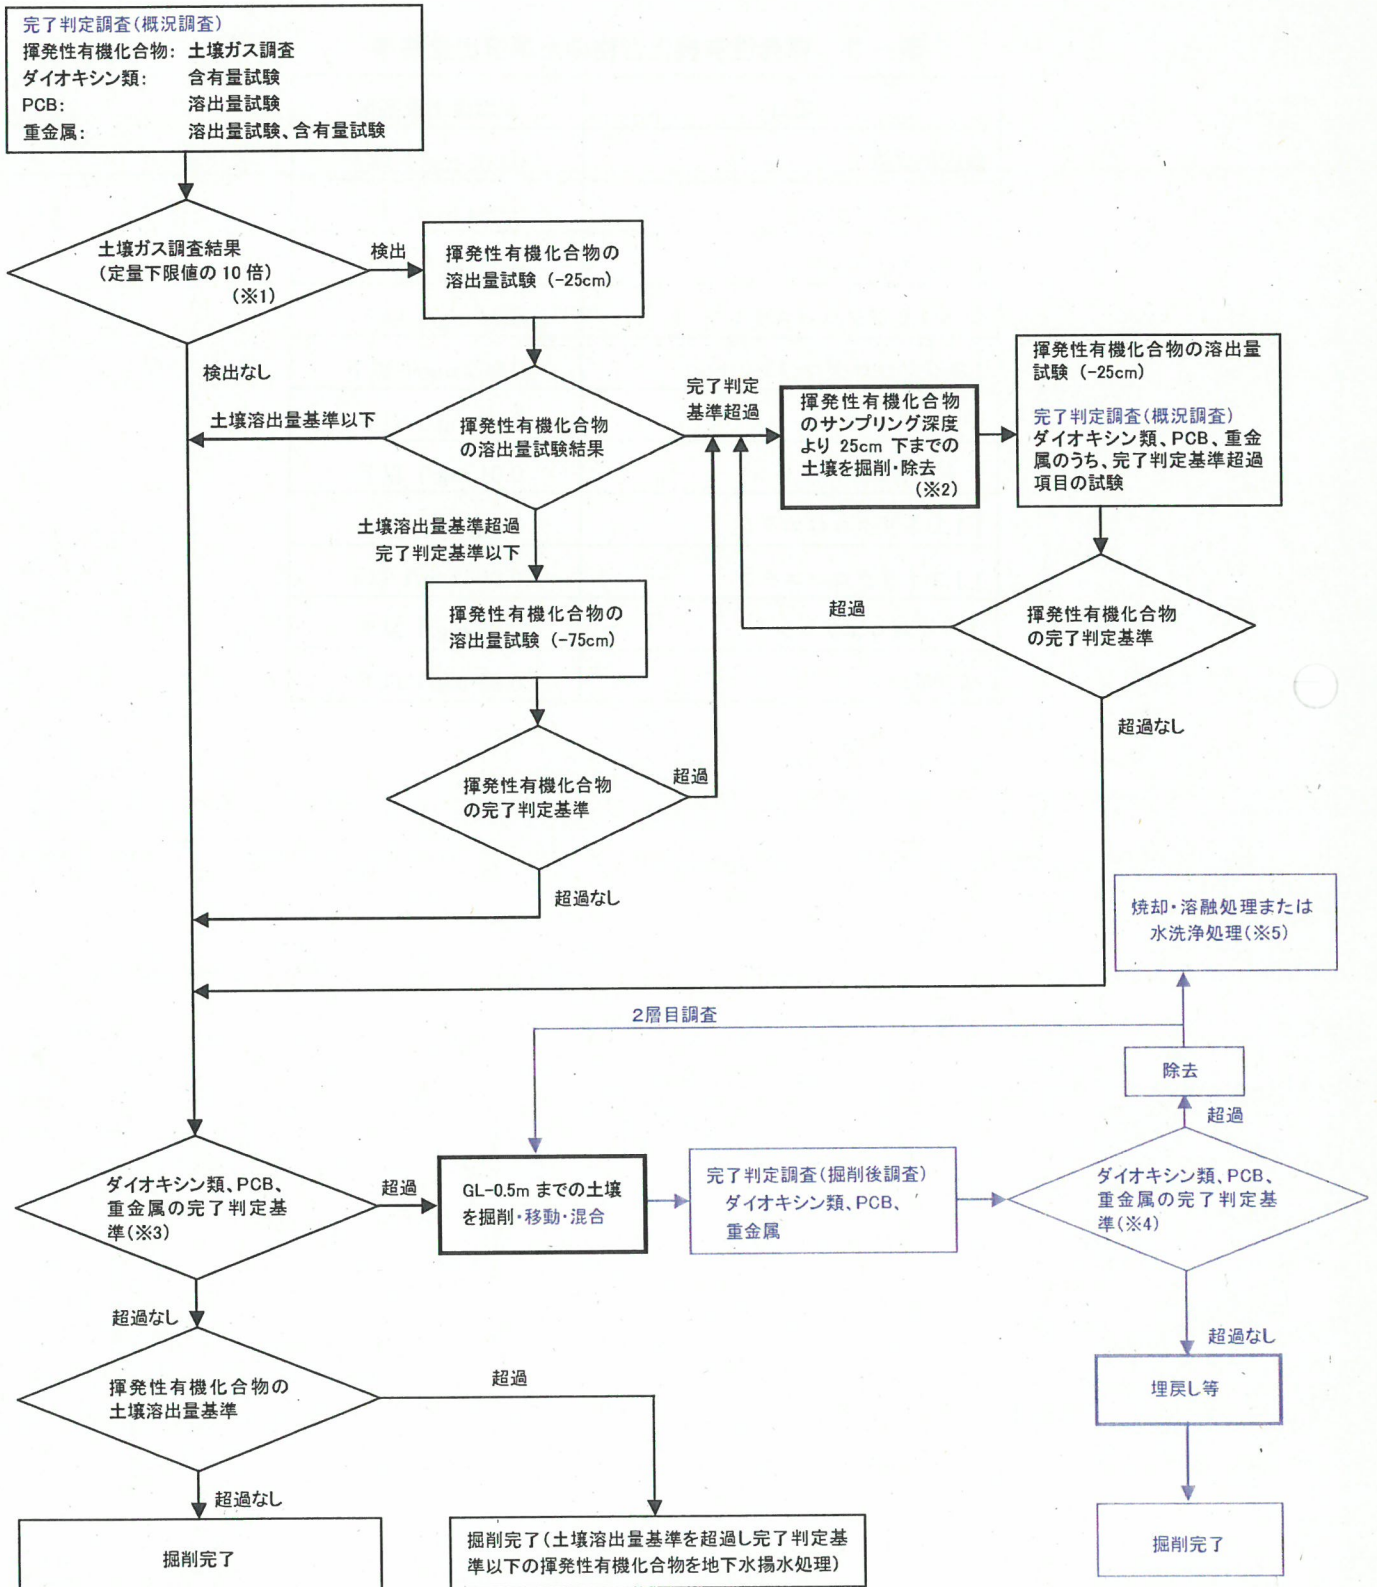 完了判定調査(概況調査)
揮発性有機化合物: 土壌ガス調査
ダイオキシン類: 含有量試験
PCB: 溶出量試験
重金属: 溶出量試験、含有量試験
土壌ガス調査結果
(定量下限値の 10 倍)
(※1)
検出
揮発性有機化合物の
溶出量試験 (-25cm)
検出なし
土壌溶出量基準以下
揮発性有機化合物
の溶出量試験結果
完了判定
基準超過
揮発性有機化合物
のサンプリング深度
より 25cm 下までの
土壌を掘削・除去
(※2)
揮発性有機化合物の溶出量
試験 (-25cm)
完了判定調査(概況調査)
ダイオキシン類、PCB、重金
属のうち、完了判定基準超過
項目の試験
土壌溶出量基準超過
完了判定基準以下
揮発性有機化合物の
溶出量試験 (-75cm)
超過
揮発性有機化合物
の完了判定基準
超過なし
揮発性有機化合物
の完了判定基準
超過
超過なし
焼却・溶融処理または
水洗浄処理(※5)
2層目調査
除去
超過
ダイオキシン類、PCB、
重金属の完了判定基
準(※3)
超過
GL-0.5m までの土壌
を掘削・移動・混合
完了判定調査(掘削後調査)
ダイオキシン類、PCB、
重金属
ダイオキシン類、PCB、
重金属の完了判定基
準(※4)
超過なし
超過なし
揮発性有機化合物の
土壌溶出量基準
超過
埋戻し等
超過なし
掘削完了
掘削完了(土壌溶出量基準を超過し完了判定基
準以下の揮発性有機化合物を地下水揚水処理)
掘削完了